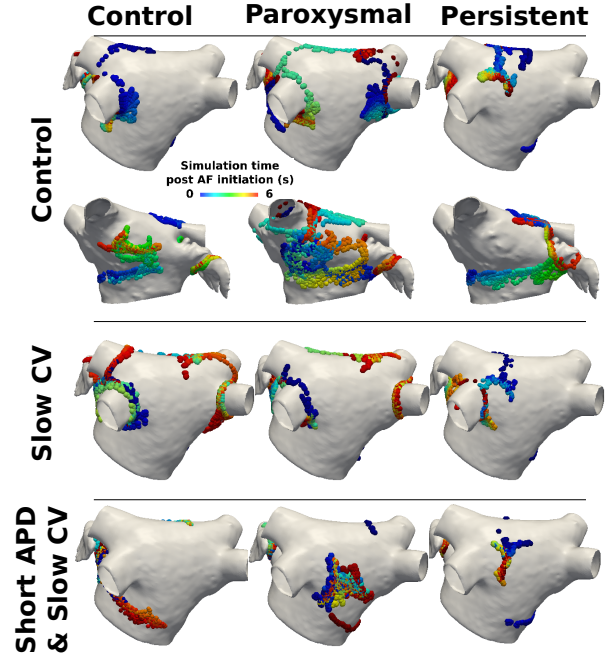 Control
Paroxysmal
Persistent
Control
Simulation time
post AF initiation (s)
0
6
Slow CV
Short APD
& Slow CV